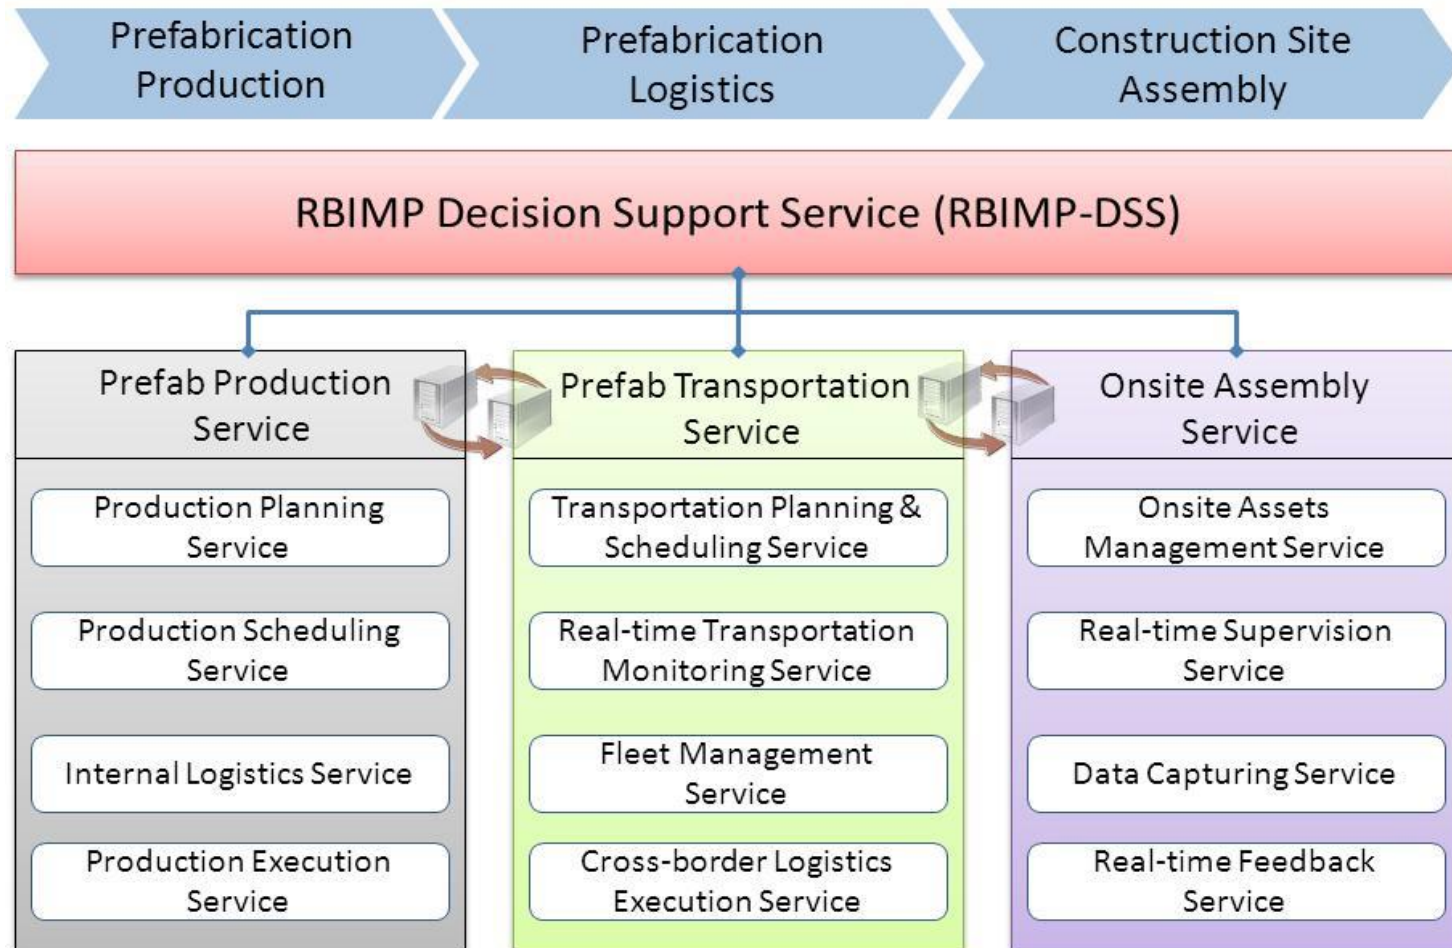 Prefabrication
Production
Prefabrication
Logistics
Construction Site
Assembly
RBIMP Decision Support Service (RBIMP-DSS)
Prefab Production
Service
Production Planning
Service
Production Scheduling
Service
Internal Logistics Service
Production Execution
Service
Prefab Transportation
Service
Transportation Planning &
Scheduling Service
Real-time Transportation
Monitoring Service
Fleet Management
Service
Cross-border Logistics
Execution Service
Onsite Assembly
Service
Onsite Assets
Management Service
Real-time Supervision
Service
Data Capturing Service
Real-time Feedback
Service